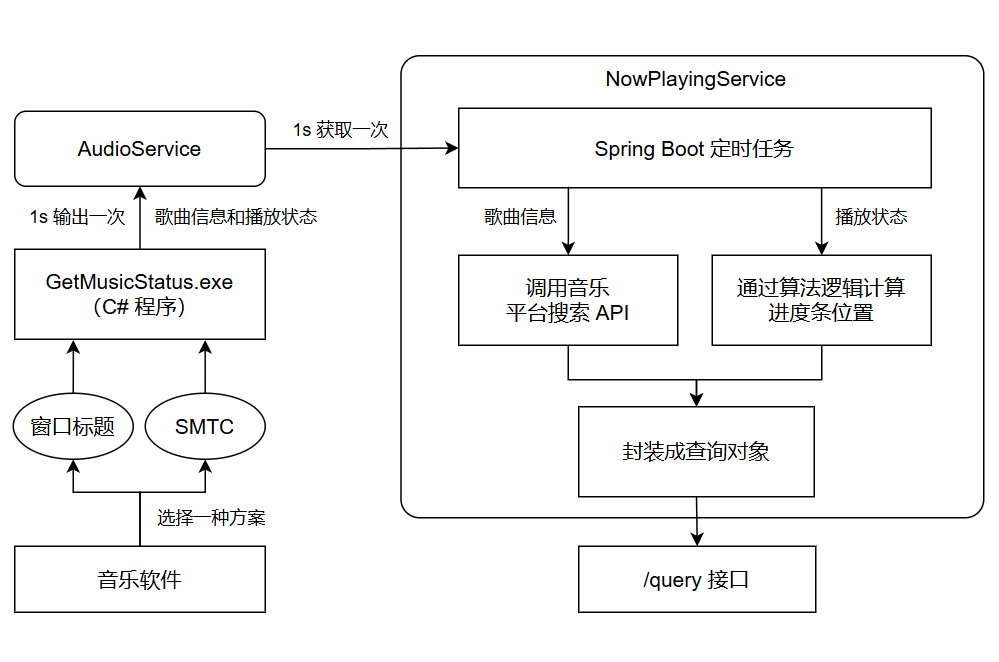 NowPlayingService
AudioService
1s 获取一次
Spring Boot 定时任务
1s 输出一次
歌曲信息和播放状态
歌曲信息
播放状态
GetMusicStatus.exe
（C# 程序）
调用音乐
平台搜索 API
通过算法逻辑计算
进度条位置
窗口标题
SMTC
封装成查询对象
选择一种方案
音乐软件
/query 接口